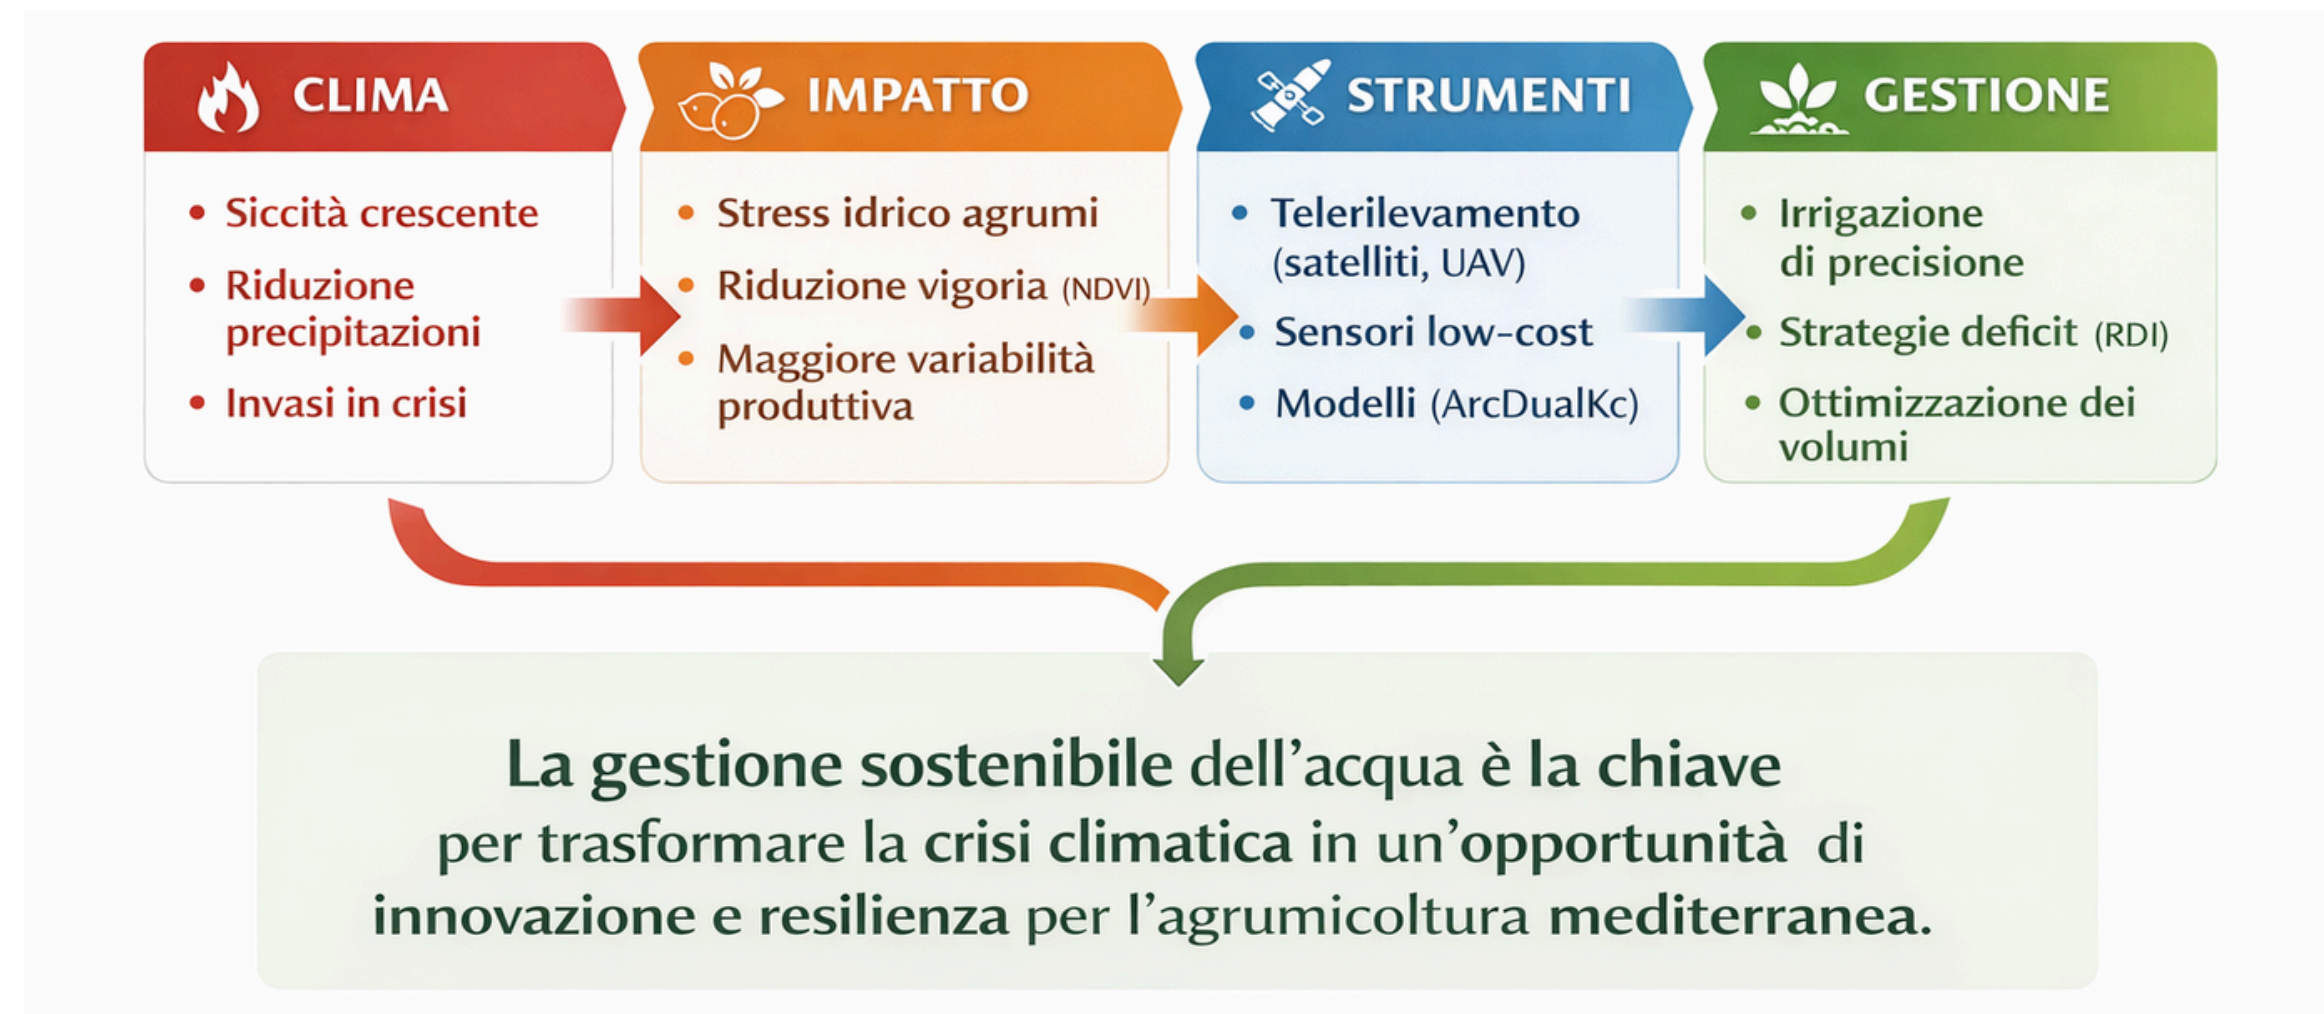 CLIMA
• Siccità crescente
• Riduzione
precipitazioni
• Invasi in crisi
IMPATTO
• Stress idrico agrumi
• Riduzione vigoria (NDVI)
• Maggiore variabilità
produttiva
STRUMENTI
• Telerilevamento
(satelliti, UAV)
• Sensori low-cost
• Modelli (ArcDualKc)
GESTIONE
• Irrigazione
di precisione
• Strategie deficit (RDI)
• Ottimizzazione dei
volumi
La gestione sostenibile dell’acqua è la chiave
per trasformare la crisi climatica in un’opportunità di
innovazione e resilienza per l’agrumicoltura mediterranea.